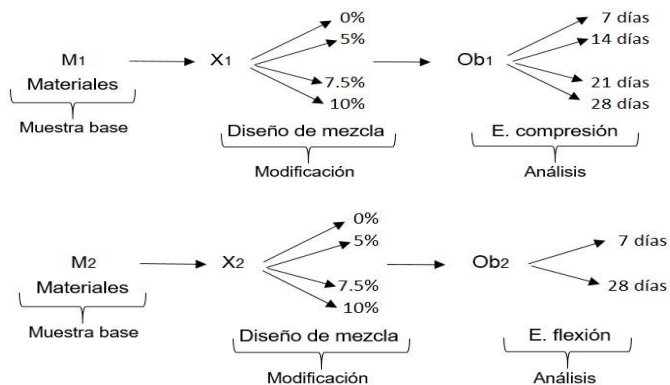 0%
7 días
5%
14 días
M1
X1
Ob1
7.5%
21 días
Materiales
10%
28 días
Muestra base
Diseño de mezcla
E. compresión
Modificación
Análisis
0%
5%
7 días
M2
X2
Ob2
7.5%
28 días
Materiales
10%
Muestra base
Diseño de mezcla
E. flexión
Modificación
Análisis